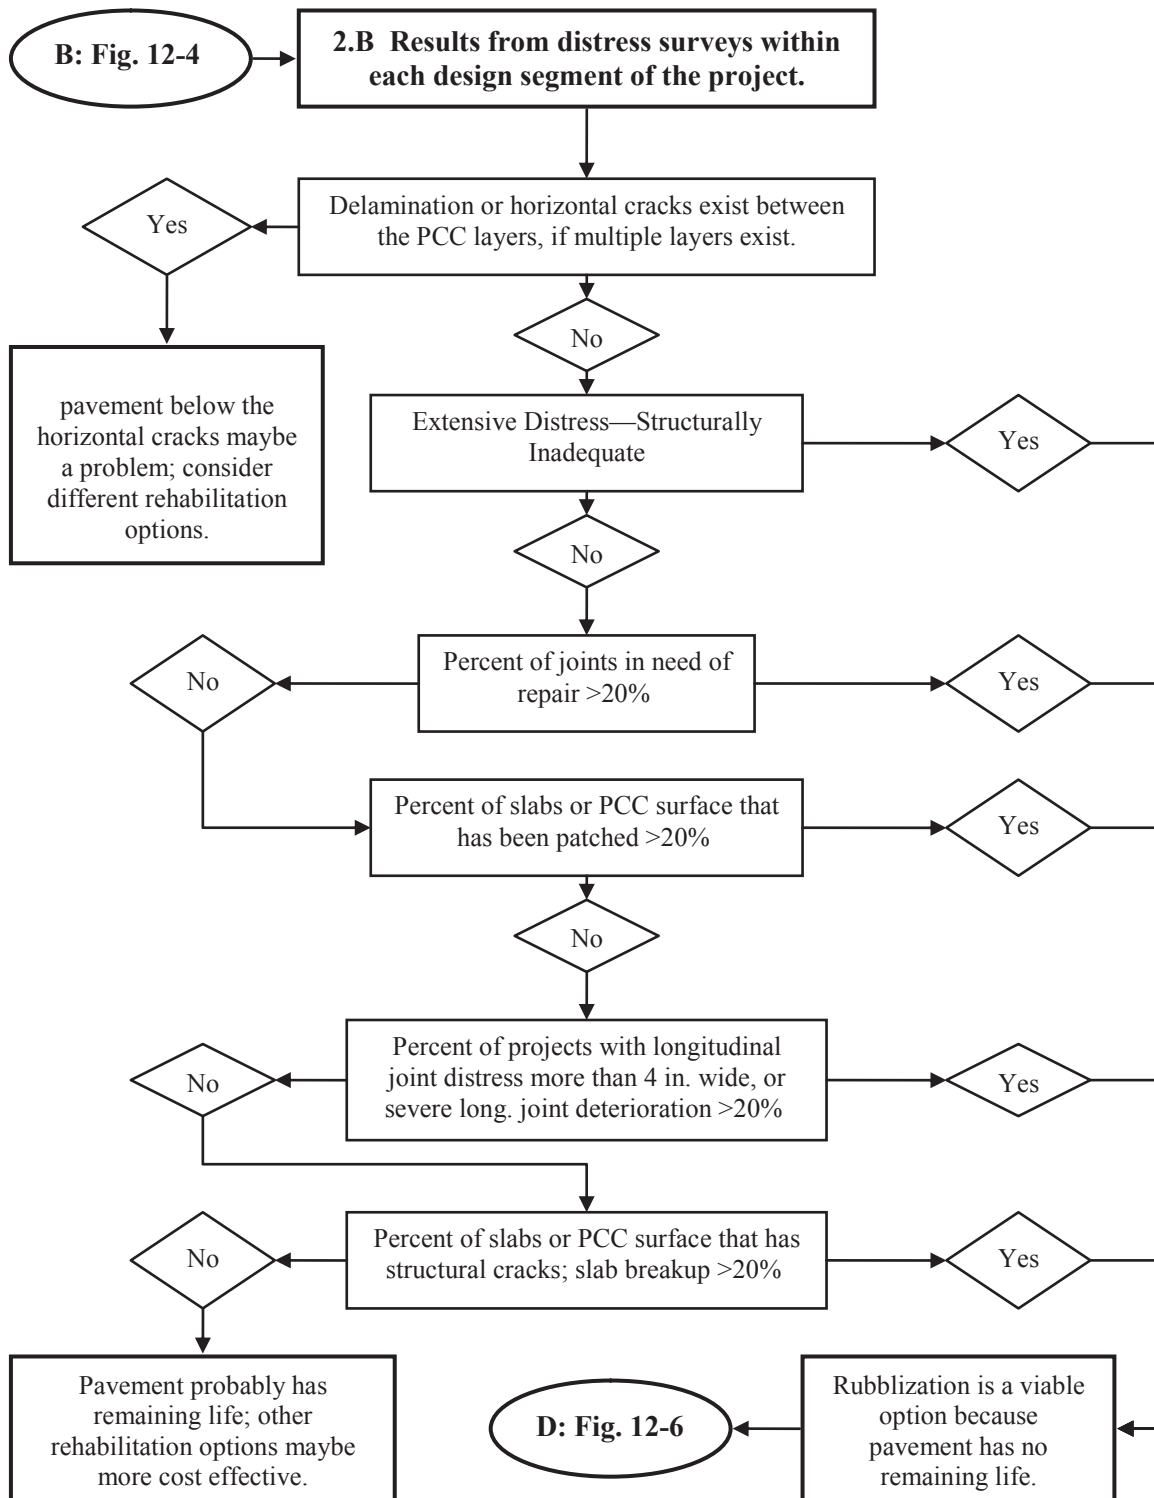 B: Fig. 12-4
2.B Results from distress surveys within
each design segment of the project.
Yes
Delamination or horizontal cracks exist between
the PCC layers, if multiple layers exist.
No
pavement below the
horizontal cracks maybe
a problem; consider
different rehabilitation
options.
Extensive Distress—Structurally
Inadequate
Yes
No
No
Percent of joints in need of
repair >20%
Yes
Percent of slabs or PCC surface that
has been patched >20%
Yes
No
No
Percent of projects with longitudinal
joint distress more than 4 in. wide, or
severe long. joint deterioration >20%
Yes
No
Percent of slabs or PCC surface that has
structural cracks; slab breakup >20%
Yes
Pavement probably has
remaining life; other
rehabilitation options maybe
more cost effective.
D: Fig. 12-6
Rubblization is a viable
option because
pavement has no
remaining life.